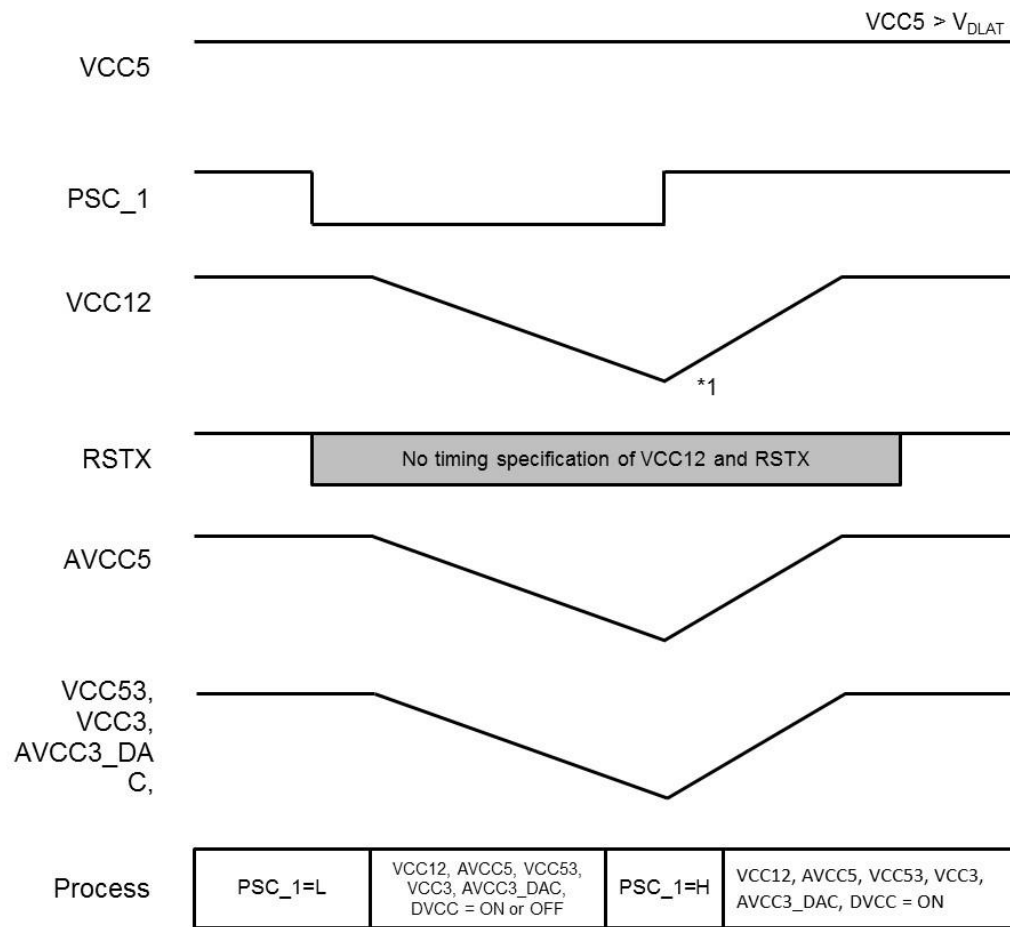 VCC5 > VDLAT
VCC5
PSC_1
VCC12
*1
RSTX
No timing specification of VCC12 and RSTX
AVCC5
VCC53,
VCC3,
AVCC3_DA
C,
Process
PSC_1=L
VCC12, AVCC5, VCC53,
VCC3, AVCC3_DAC,
DVCC = ON or OFF
PSC_1=H
VCC12, AVCC5, VCC53, VCC3,
AVCC3_DAC, DVCC = ON